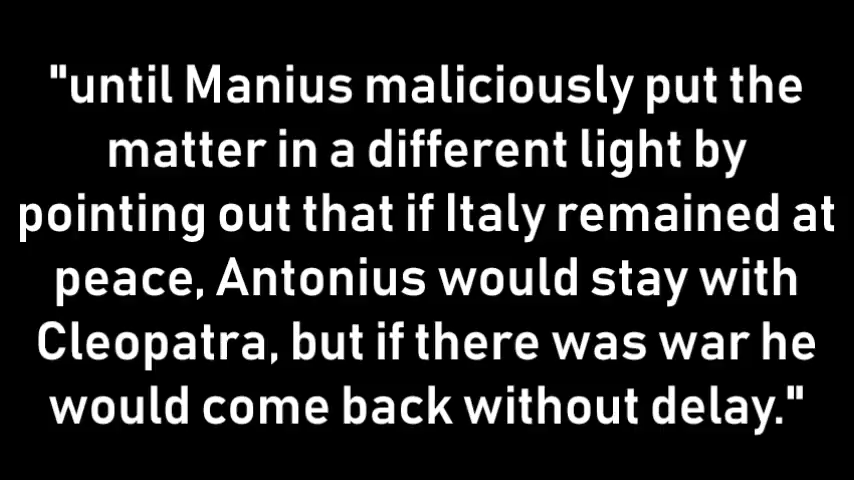 "until Manius maliciously put the
matter in a different light by
pointing out that if Italy remained at
peace, Antonius would stay with
Cleopatra, but if there was war he
would come back without delay."